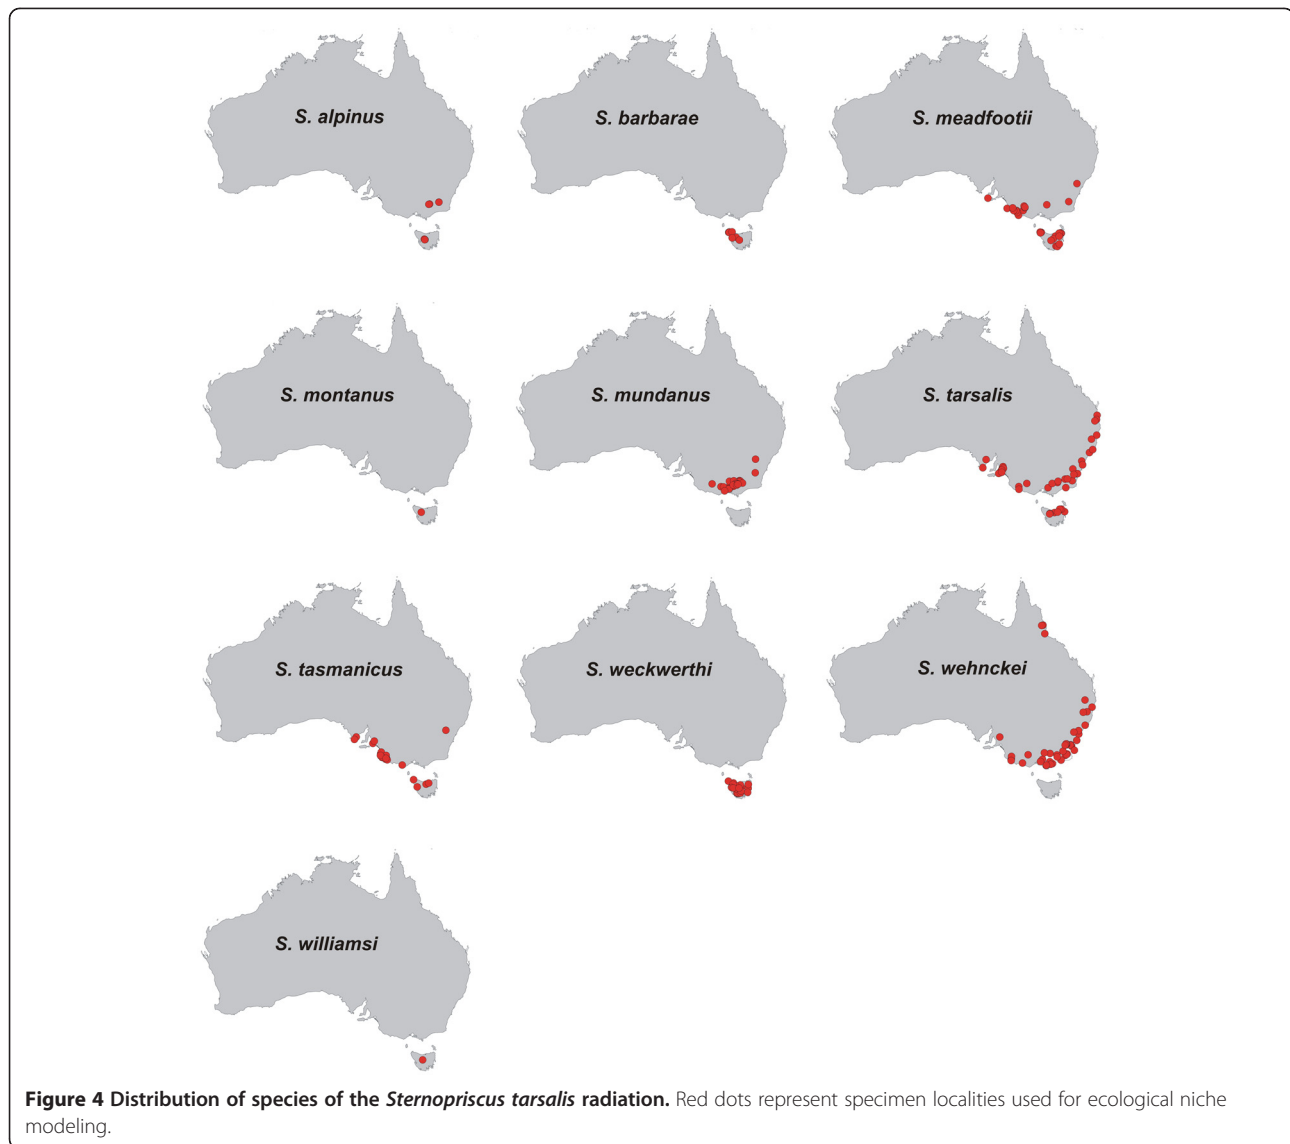 S. alpinus
S. barbarae
S. meadfootii
S. montanus
S. mundanus
S. tarsalis
S. tasmanicus
S. weckwerthi
S. wehnckei
S. williamsi
Figure 4 Distribution of species of the Sternopriscus tarsalis radiation. Red dots represent specimen localities used for ecological niche
modeling.